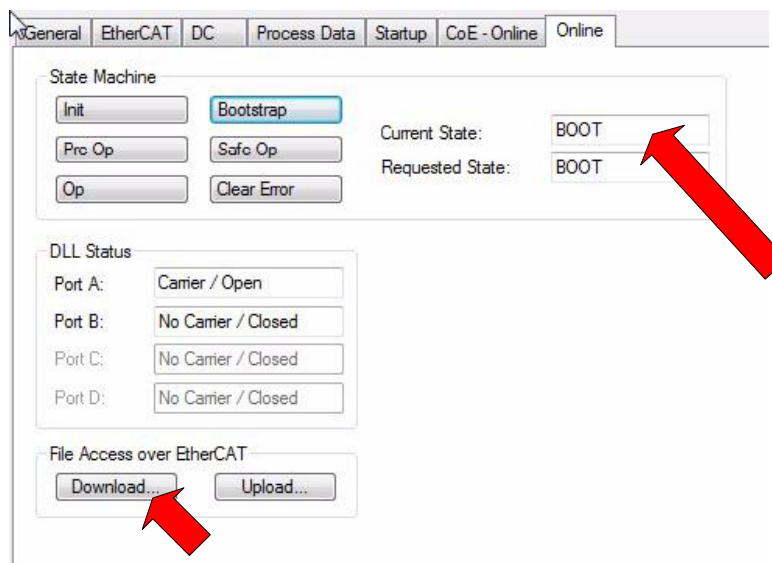 General EtherCAT DC Process Data Startup CoE - Online Online
State Machine
Init Bootstrap
Pre Op Safe Op
Op Clear Error
Current State: BOOT
Requested State: BOOT
DLL Status
Port A: Carrier / Open
Port B: No Carrier / Closed
Port C: No Carrier / Closed
Port D: No Carrier / Closed
File Access over EtherCAT
Download... Upload...